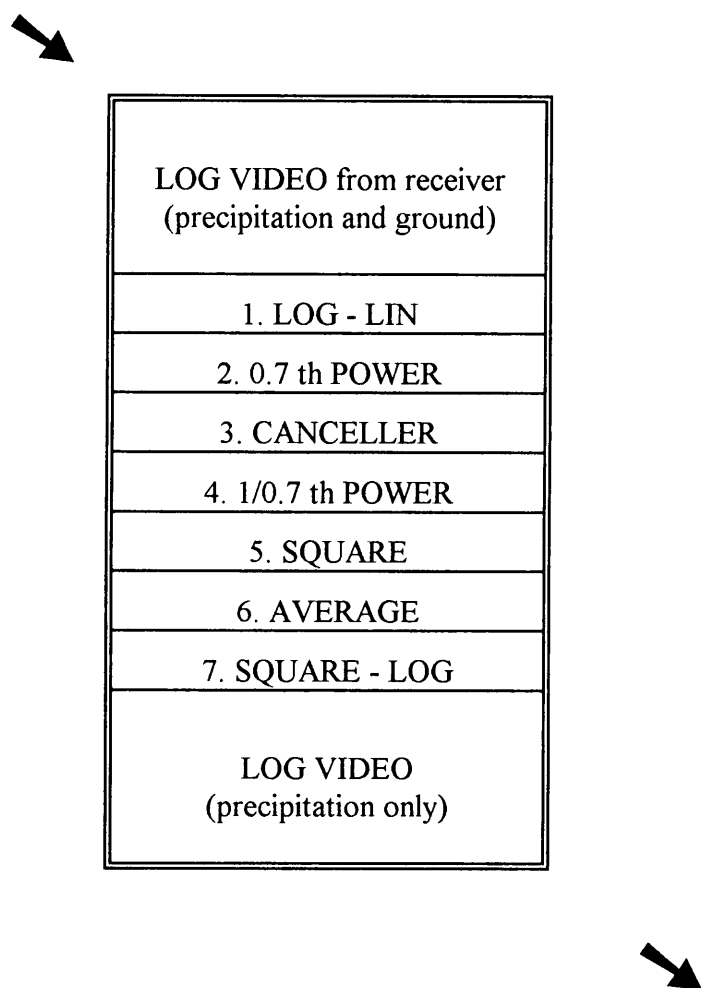 LOG VIDEO from receiver
(precipitation and ground)
1. LOG - LIN
2. 0.7 th POWER
3. CANCELLER
4. 1/0.7 th POWER
5. SQUARE
6. AVERAGE
7. SQUARE - LOG
LOG VIDEO
(precipitation only)